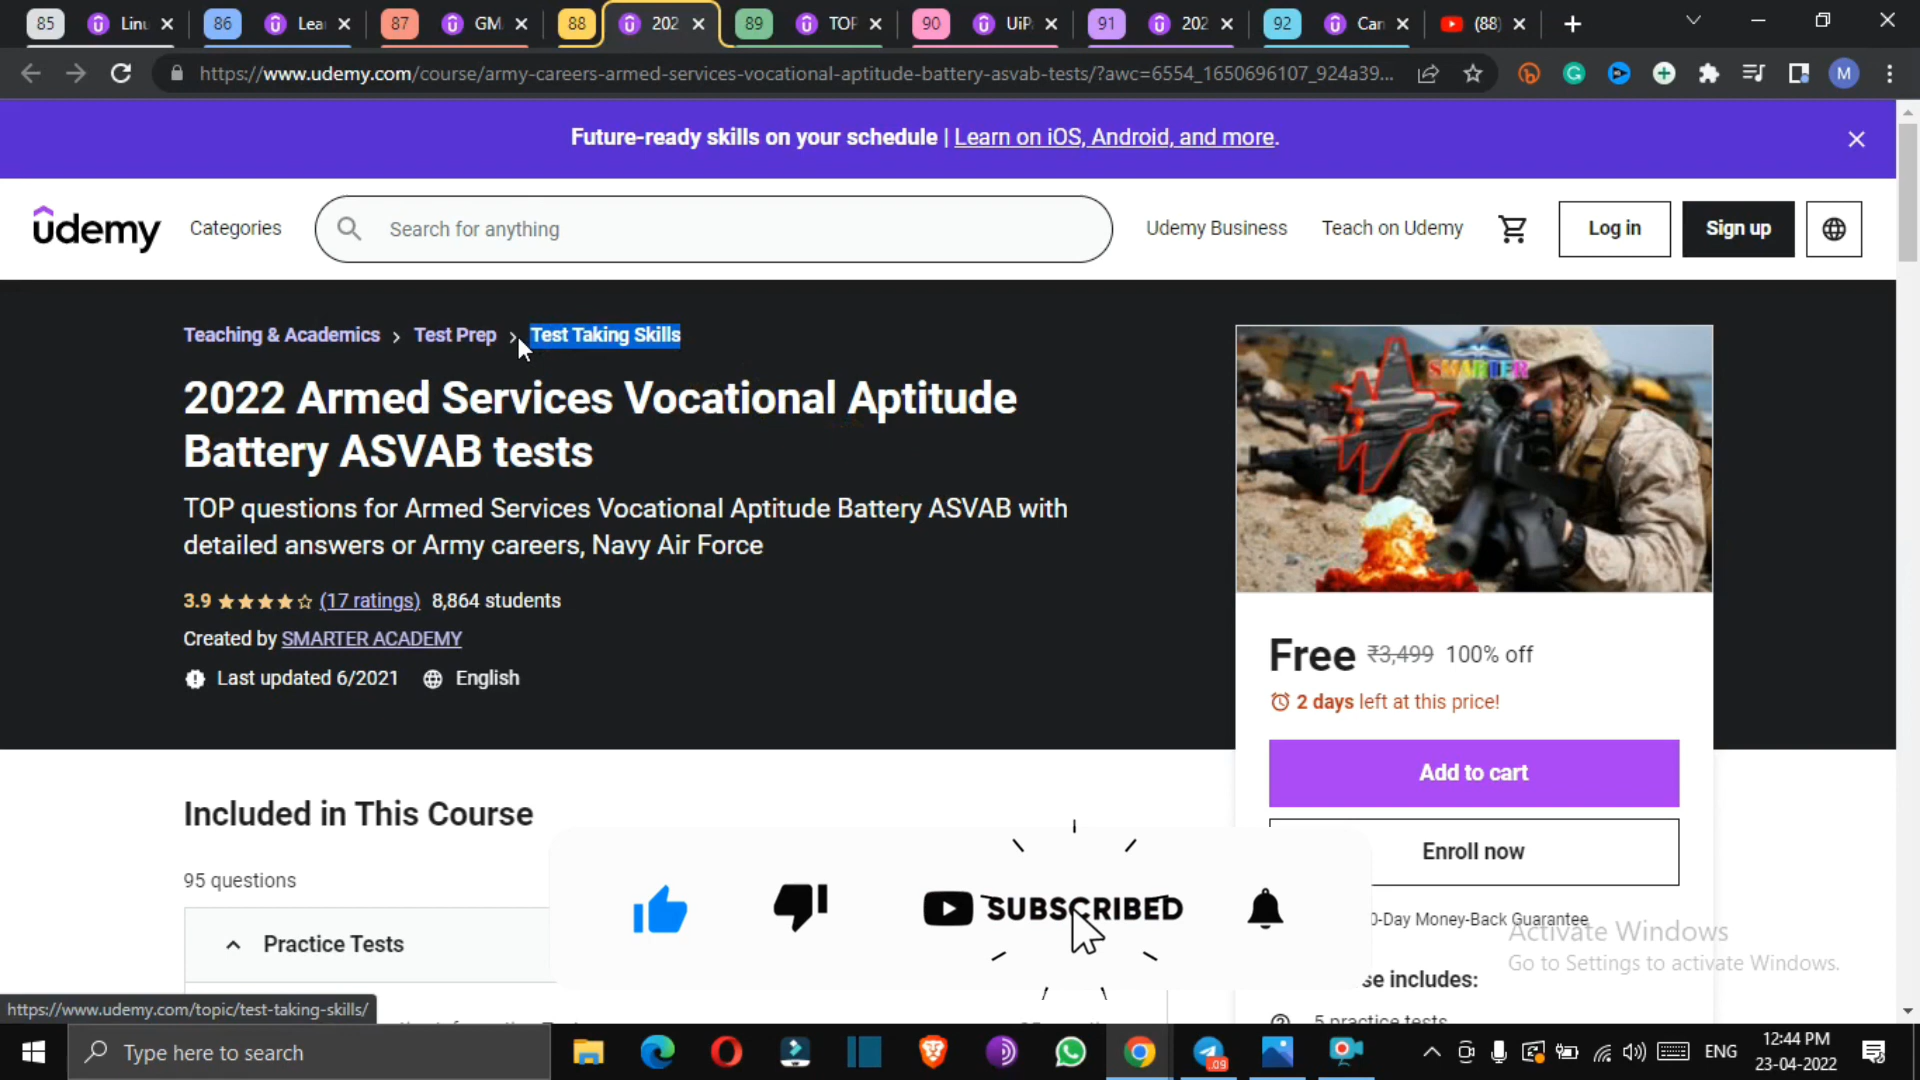 85 Linu 86 Lea 87 GM 88 202 89 TOP 90 UiP 91 202 92 Can (88)
https://www.udemy.com/course/army-careers-armed-services-vocational-aptitude-battery-asvab-tests/?awc=6554_1650696107_924a39... M
Future-ready skills on your schedule | Learn on iOS, Android, and more.
udemy Categories Search for anything Udemy Business Teach on Udemy Log in Sign up
Teaching & Academics Test Prep Test Taking Skills
2022 Armed Services Vocational Aptitude
Battery ASVAB tests
TOP questions for Armed Services Vocational Aptitude Battery ASVAB with
detailed answers or Army careers, Navy Air Force
3.9 (17 ratings) 8,864 students
Created by SMARTER ACADEMY
Last updated 6/2021 English
SMARTER
Free ₹3,499 100% off
2 days left at this price!
Add to cart
Enroll now
0-Day Money-Back Guarantee
se includes:
5 practice tests
Included in This Course
95 questions
Practice Tests
SUBSCRIBED
Activate Windows
Go to Settings to activate Windows.
https://www.udemy.com/topic/test-taking-skills/
Type here to search .09 ENG 12:44 PM
23-04-2022